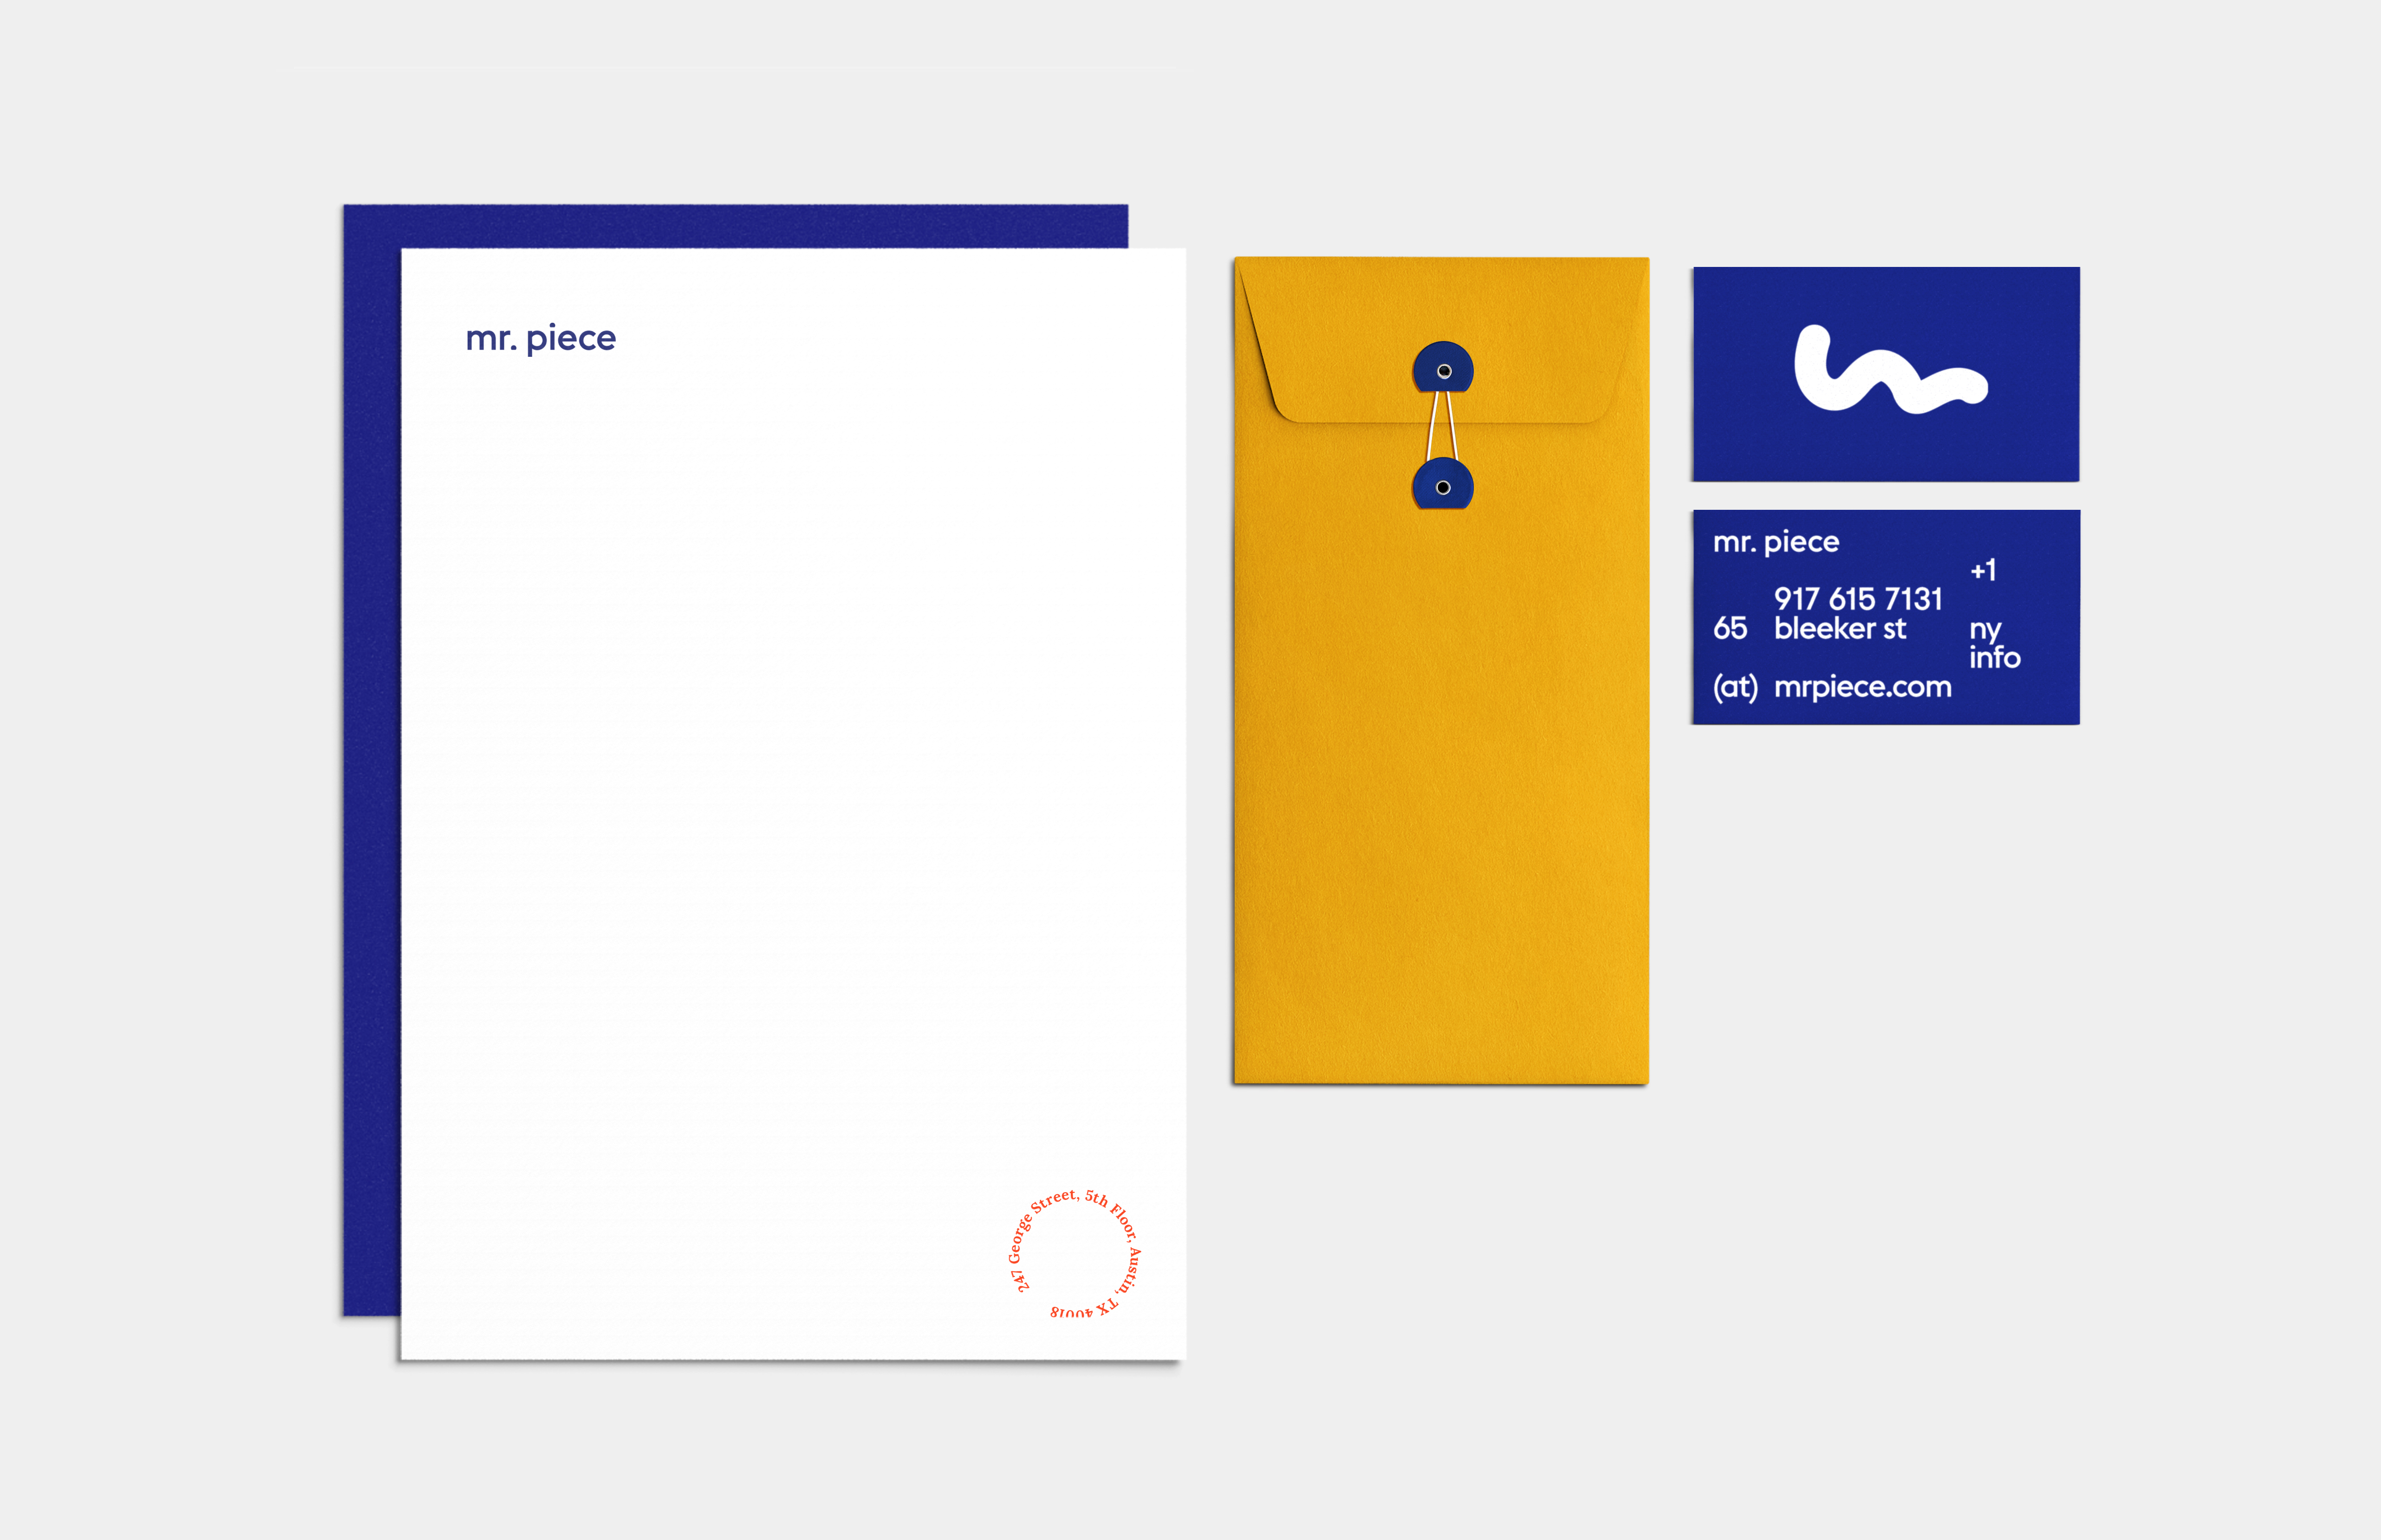 mr. piece
247 George Street, 5th Floor, Austin, TX 40018
mr. piece
+1
917 615 7131
65 bleeker st ny
info
(at) mrpiece.com